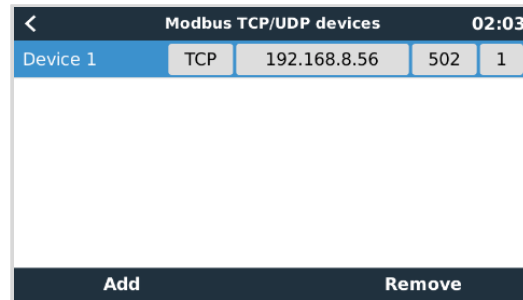 Modbus TCP/UDP devices 02:03
Device 1 TCP 192.168.8.56 502 1
Add Remove